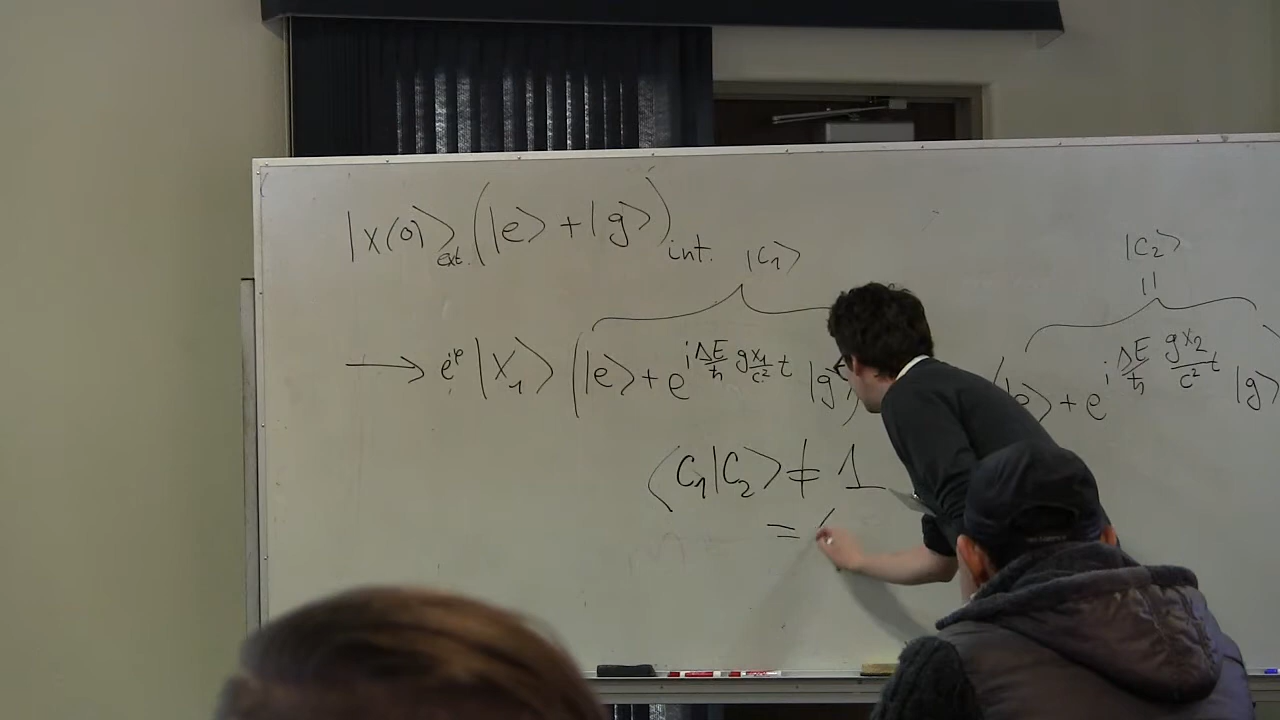 |x(0)⟩ext. (|e⟩ + |g⟩)int.
|C₁⟩
|C₂⟩
||
→ e^{iφ} |x₁⟩ (|e⟩ + e^{i ΔE/ħ gx₁/c² t} |g⟩ (|e⟩ + e^{i ΔE/ħ gx₂/c² t} |g⟩
⟨C₁|C₂⟩ ≠ 1
=